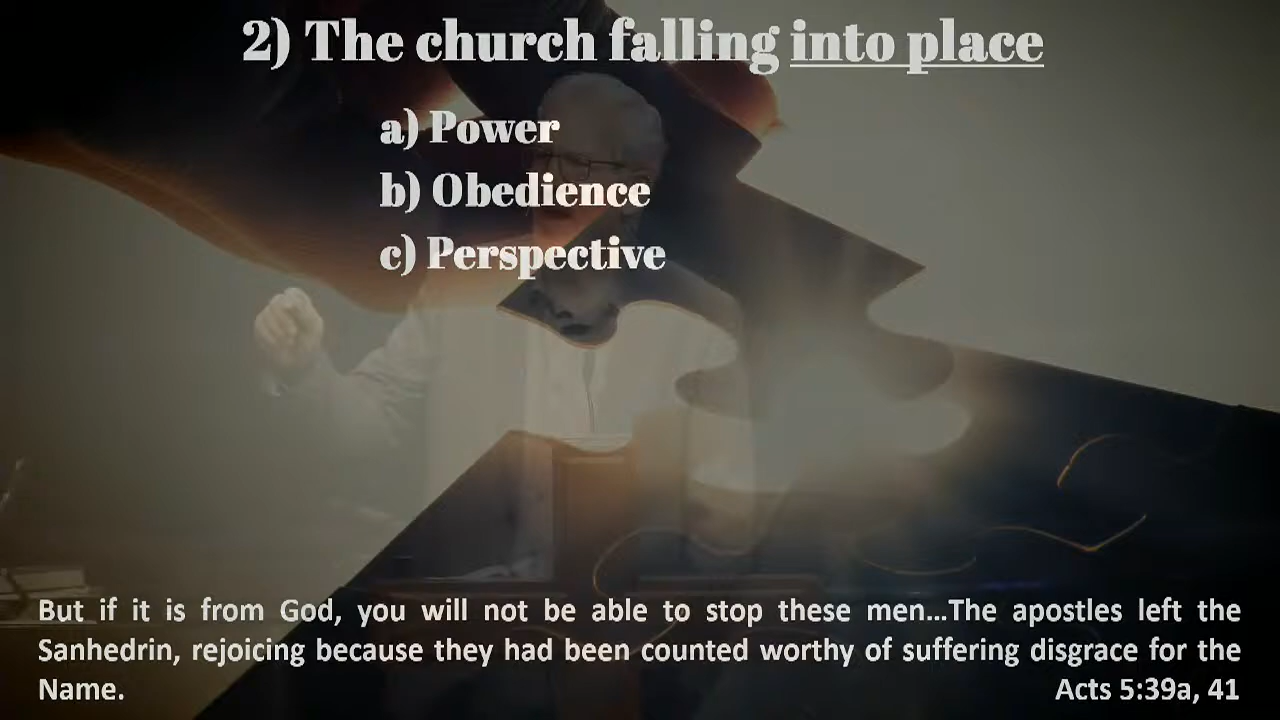 2) The church falling into place
a) Power
b) Obedience
c) Perspective
But if it is from God, you will not be able to stop these men...The apostles left the
Sanhedrin, rejoicing because they had been counted worthy of suffering disgrace for the
Name. Acts 5:39a, 41